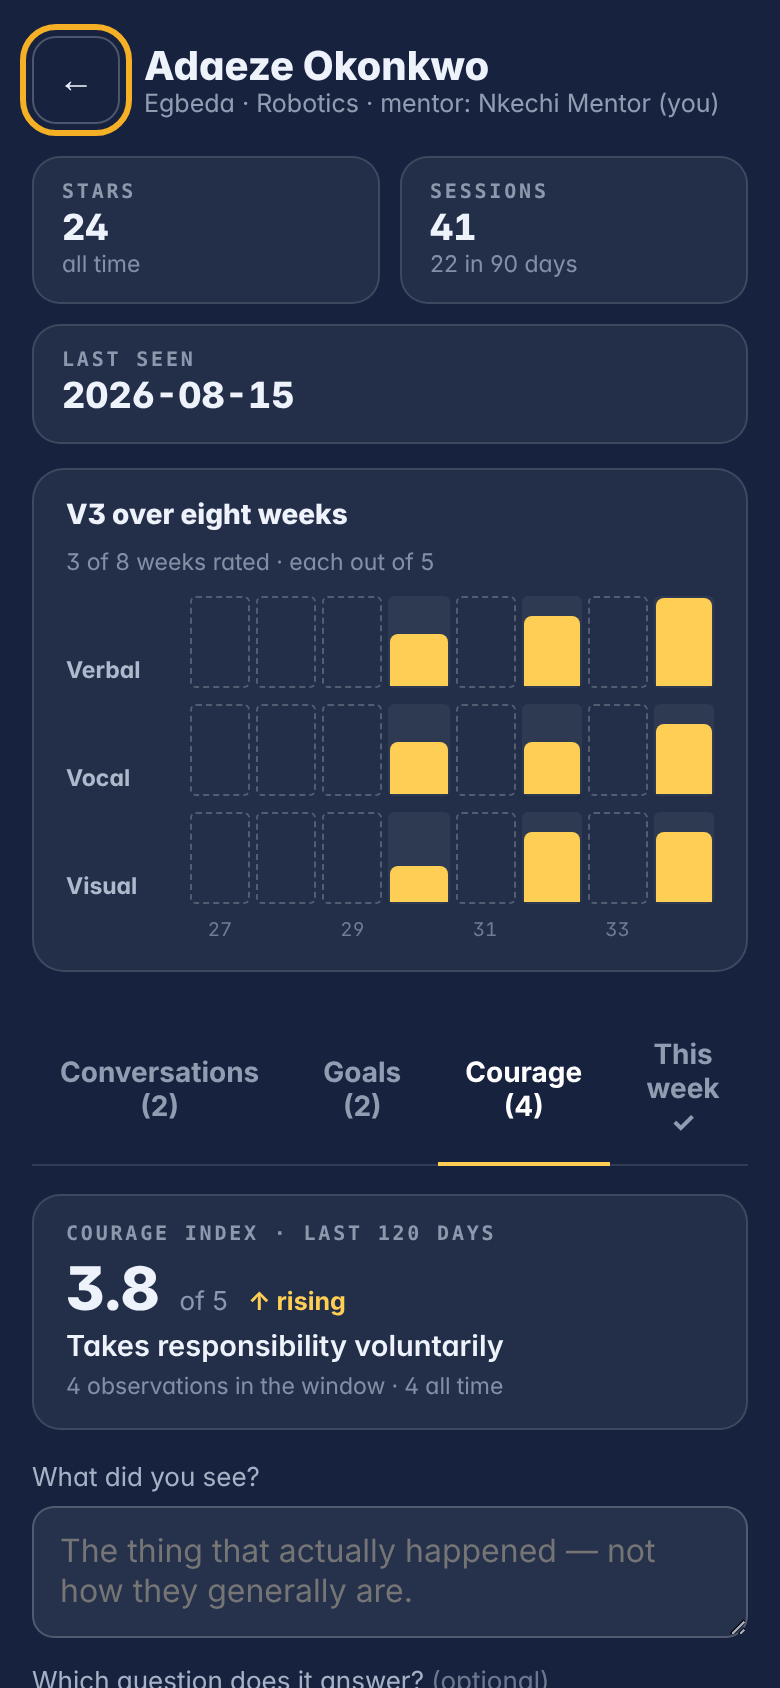 ←
Adaeze Okonkwo
Egbeda · Robotics · mentor: Nkechi Mentor (you)
STARS
24
all time
SESSIONS
41
22 in 90 days
LAST SEEN
2026-08-15
V3 over eight weeks
3 of 8 weeks rated · each out of 5
Verbal
Vocal
Visual
27 29 31 33
Conversations
(2)
Goals
(2)
Courage
(4)
This
week
✓
COURAGE INDEX · LAST 120 DAYS
3.8 of 5 ↑ rising
Takes responsibility voluntarily
4 observations in the window · 4 all time
What did you see?
The thing that actually happened — not
how they generally are.
Which question does it answer? (optional)